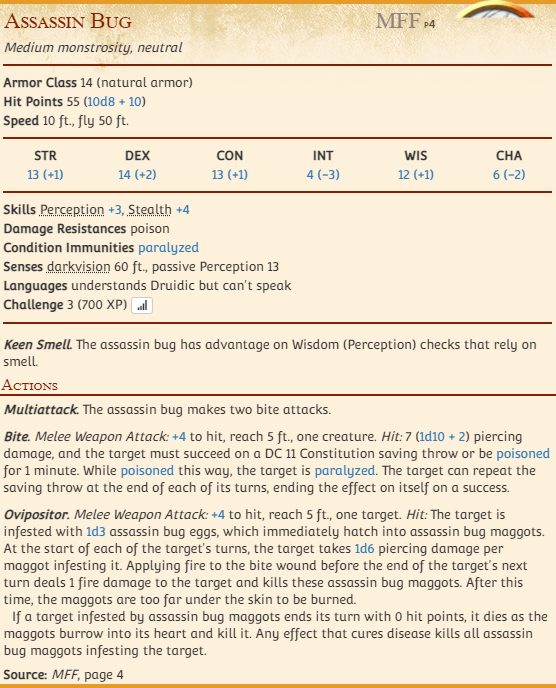 Assassin Bug MFF p4
Medium monstrosity, neutral
Armor Class 14 (natural armor)
Hit Points 55 (10d8 + 10)
Speed 10 ft., fly 50 ft.
STR DEX CON INT WIS CHA
13 (+1) 14 (+2) 13 (+1) 4 (−3) 12 (+1) 6 (−2)
Skills Perception +3, Stealth +4
Damage Resistances poison
Condition Immunities paralyzed
Senses darkvision 60 ft., passive Perception 13
Languages understands Druidic but can't speak
Challenge 3 (700 XP)
Keen Smell. The assassin bug has advantage on Wisdom (Perception) checks that rely on
smell.
Actions
Multiattack. The assassin bug makes two bite attacks.
Bite. Melee Weapon Attack: +4 to hit, reach 5 ft., one creature. Hit: 7 (1d10 + 2) piercing
damage, and the target must succeed on a DC 11 Constitution saving throw or be poisoned
for 1 minute. While poisoned this way, the target is paralyzed. The target can repeat the
saving throw at the end of each of its turns, ending the effect on itself on a success.
Ovipositor. Melee Weapon Attack: +4 to hit, reach 5 ft., one target. Hit: The target is
infested with 1d3 assassin bug eggs, which immediately hatch into assassin bug maggots.
At the start of each of the target's turns, the target takes 1d6 piercing damage per
maggot infesting it. Applying fire to the bite wound before the end of the target's next
turn deals 1 fire damage to the target and kills these assassin bug maggots. After this
time, the maggots are too far under the skin to be burned.
If a target infested by assassin bug maggots ends its turn with 0 hit points, it dies as the
maggots burrow into its heart and kill it. Any effect that cures disease kills all assassin
bug maggots infesting the target.
Source: MFF, page 4